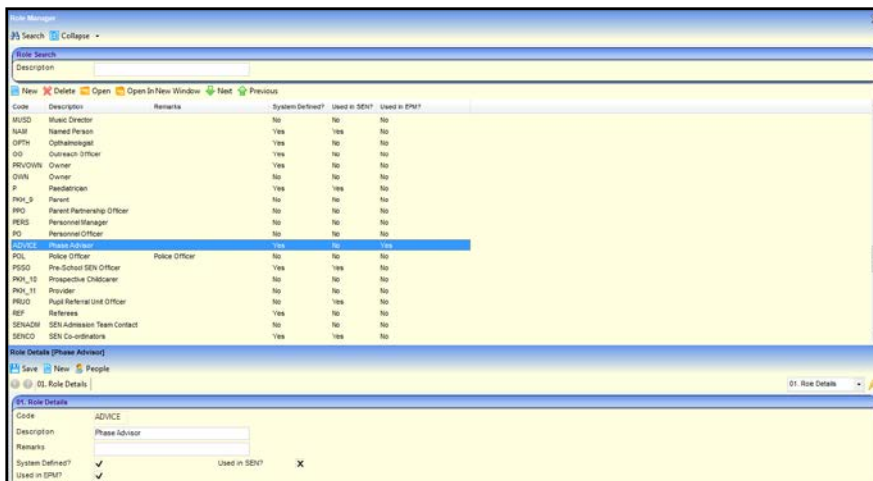 Role Manager
Search Collapse
Role Search
Description
New Delete Open Open In New Window Next Previous
Code Description Remarks System Defined? Used in SEN? Used in EPM?
MUSD Music Director No No No
NAM Named Person Yes Yes No
OPTH Opthalmologist Yes No No
OO Outreach Officer Yes No No
PRVOWN Owner Yes No No
OWN Owner No No No
P Paediatrician Yes Yes No
PKH_9 Parent No No No
PPO Parent Partnership Officer No No No
PERS Personnel Manager No No No
PO Personnel Officer No No No
ADVICE Phase Advisor Yes No Yes
POL Police Officer Police Officer No No No
PSSO Pre-School SEN Officer Yes Yes No
PKH_10 Prospective Childcarer No No No
PKH_11 Provider No No No
PRUO Pupil Referral Unit Officer No Yes No
REF Referees Yes No No
SENADM SEN Admission Team Contact No No No
SENCO SEN Co-ordinators Yes Yes No
Role Details [Phase Advisor]
Save New People
01. Role Details 01. Role Details
01. Role Details
Code ADVICE
Description Phase Advisor
Remarks
System Defined? Used in SEN?
Used in EPM?